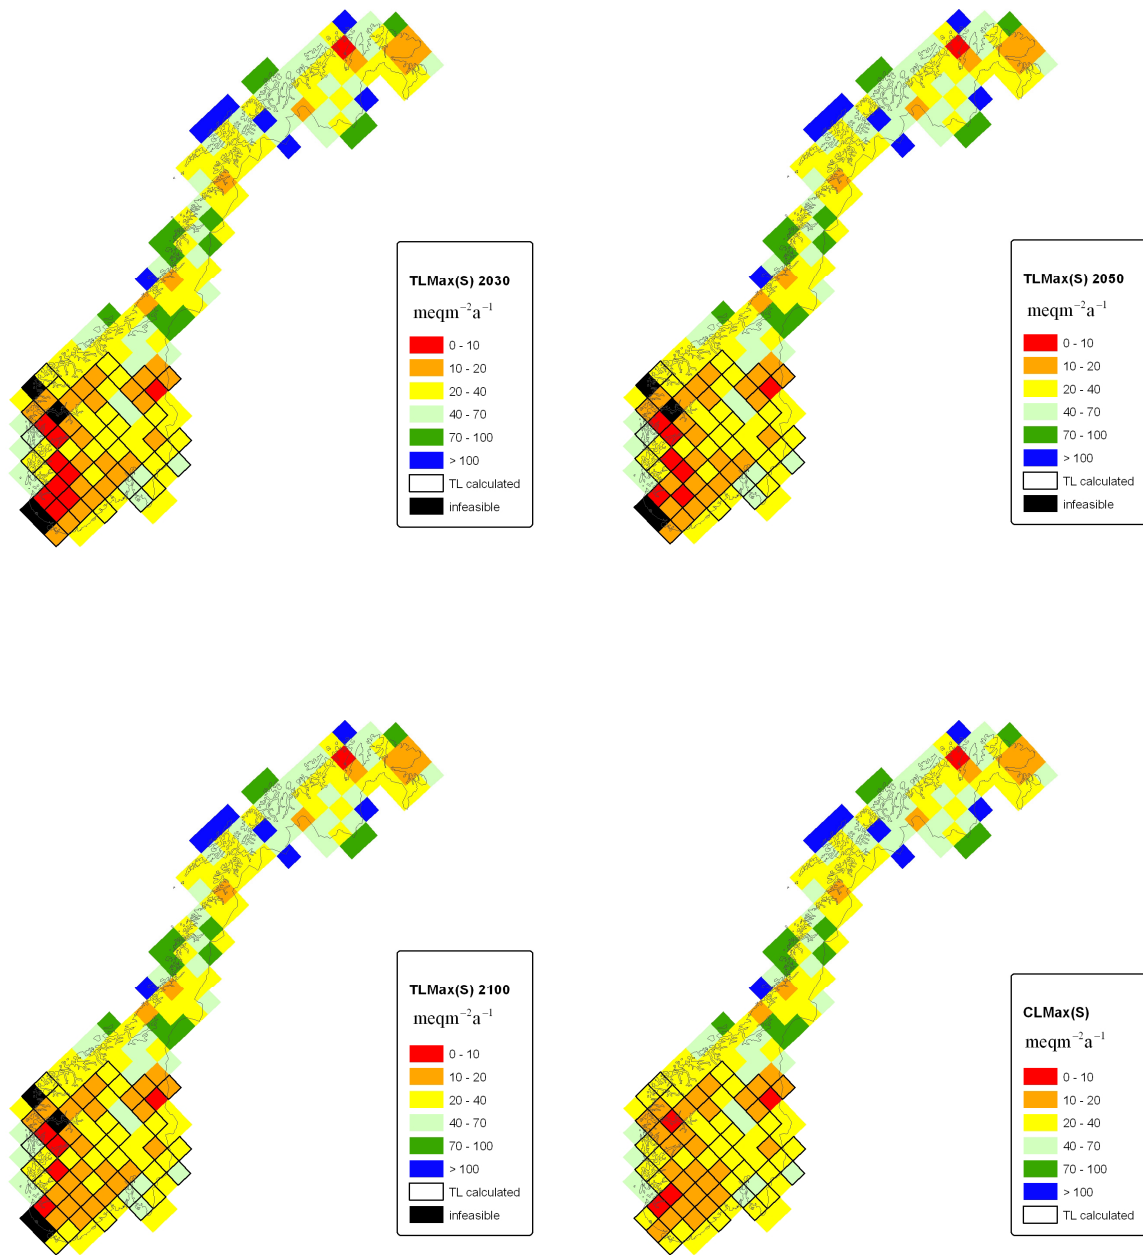 TLMax(S) 2030
meqm⁻²a⁻¹
0 - 10
10 - 20
20 - 40
40 - 70
70 - 100
> 100
TL calculated
infeasible
TLMax(S) 2050
meqm⁻²a⁻¹
0 - 10
10 - 20
20 - 40
40 - 70
70 - 100
> 100
TL calculated
infeasible
TLMax(S) 2100
meqm⁻²a⁻¹
0 - 10
10 - 20
20 - 40
40 - 70
70 - 100
> 100
TL calculated
infeasible
CLMax(S)
meqm⁻²a⁻¹
0 - 10
10 - 20
20 - 40
40 - 70
70 - 100
> 100
TL calculated